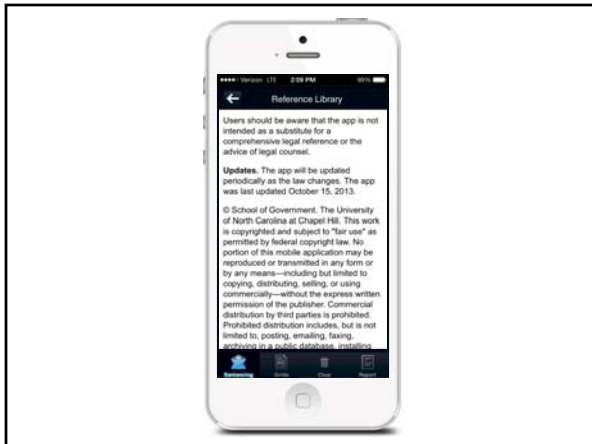 Verizon LTE 2:09 PM 99%
Reference Library
Users should be aware that the app is not
intended as a substitute for a
comprehensive legal reference or the
advice of legal counsel.
Updates. The app will be updated
periodically as the law changes. The app
was last updated October 15, 2013.
© School of Government. The University
of North Carolina at Chapel Hill. This work
is copyrighted and subject to "fair use" as
permitted by federal copyright law. No
portion of this mobile application may be
reproduced or transmitted in any form or
by any means—including but limited to
copying, distributing, selling, or using
commercially—without the express written
permission of the publisher. Commercial
distribution by third parties is prohibited.
Prohibited distribution includes, but is not
limited to, posting, emailing, faxing,
archiving in a public database, installing
Sentencing Grids Clear Report